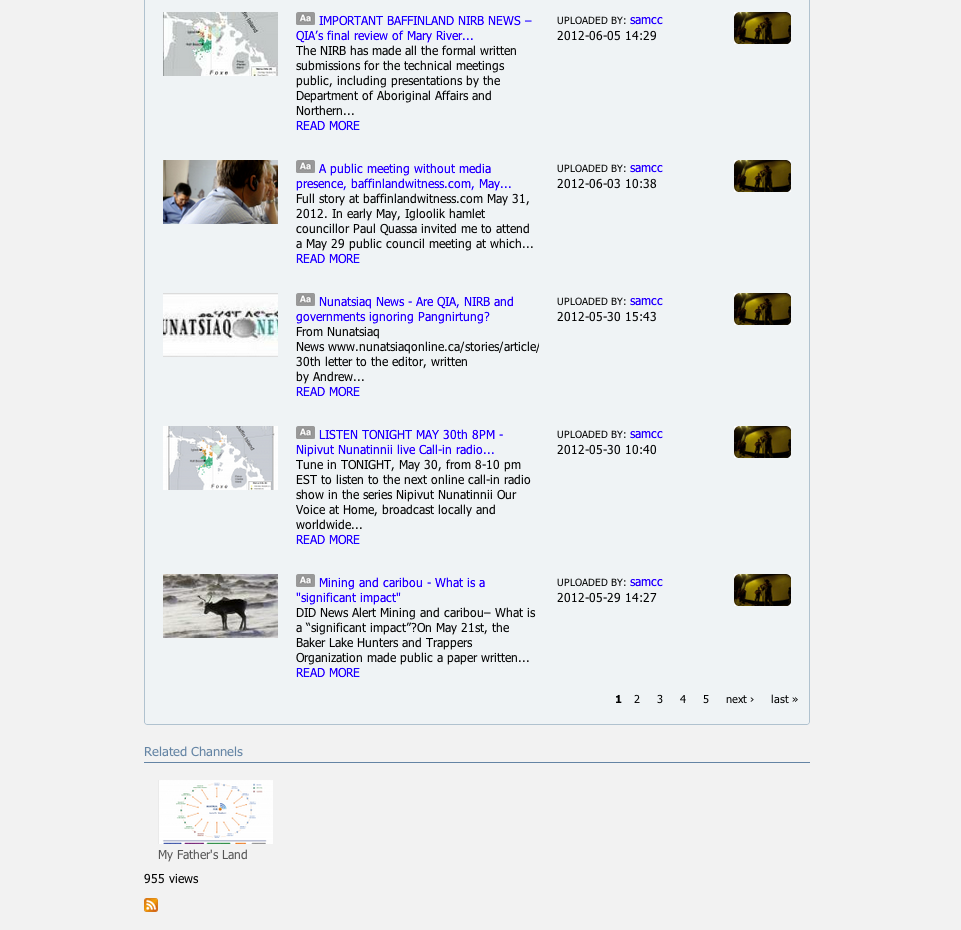 Aa IMPORTANT BAFFINLAND NIRB NEWS –
QIA’s final review of Mary River...
The NIRB has made all the formal written
submissions for the technical meetings
public, including presentations by the
Department of Aboriginal Affairs and
Northern...
READ MORE
UPLOADED BY: samcc
2012-06-05 14:29
Foxe
Aa A public meeting without media
presence, baffinlandwitness.com, May...
Full story at baffinlandwitness.com May 31,
2012. In early May, Igloolik hamlet
councillor Paul Quassa invited me to attend
a May 29 public council meeting at which...
READ MORE
UPLOADED BY: samcc
2012-06-03 10:38
Aa Nunatsiaq News - Are QIA, NIRB and
governments ignoring Pangnirtung?
From Nunatsiaq
News www.nunatsiaqonline.ca/stories/article/
30th letter to the editor, written
by Andrew...
READ MORE
UPLOADED BY: samcc
2012-05-30 15:43
UNATSIAQ NE
Aa LISTEN TONIGHT MAY 30th 8PM -
Nipivut Nunatinnii live Call-in radio...
Tune in TONIGHT, May 30, from 8-10 pm
EST to listen to the next online call-in radio
show in the series Nipivut Nunatinnii Our
Voice at Home, broadcast locally and
worldwide...
READ MORE
UPLOADED BY: samcc
2012-05-30 10:40
Foxe
Aa Mining and caribou - What is a
"significant impact"
DID News Alert Mining and caribou– What is
a “significant impact”?On May 21st, the
Baker Lake Hunters and Trappers
Organization made public a paper written...
READ MORE
UPLOADED BY: samcc
2012-05-29 14:27
1 2 3 4 5 next › last »
Related Channels
My Father's Land
955 views